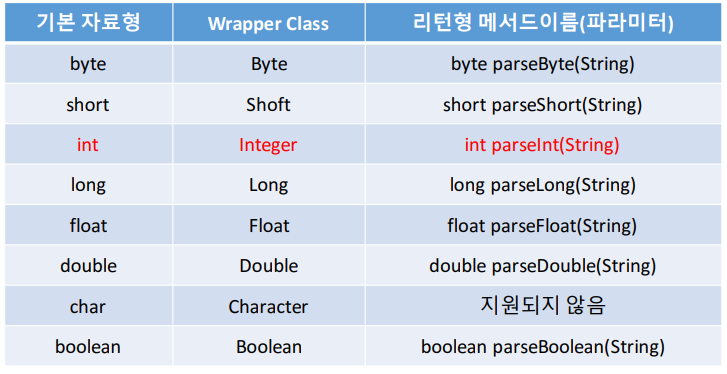 기본 자료형 Wrapper Class 리턴형 메서드이름(파라미터)
byte Byte byte parseByte(String)
short Shoft short parseShort(String)
int Integer int parseInt(String)
long Long long parseLong(String)
float Float float parseFloat(String)
double Double double parseDouble(String)
char Character 지원되지 않음
boolean Boolean boolean parseBoolean(String)